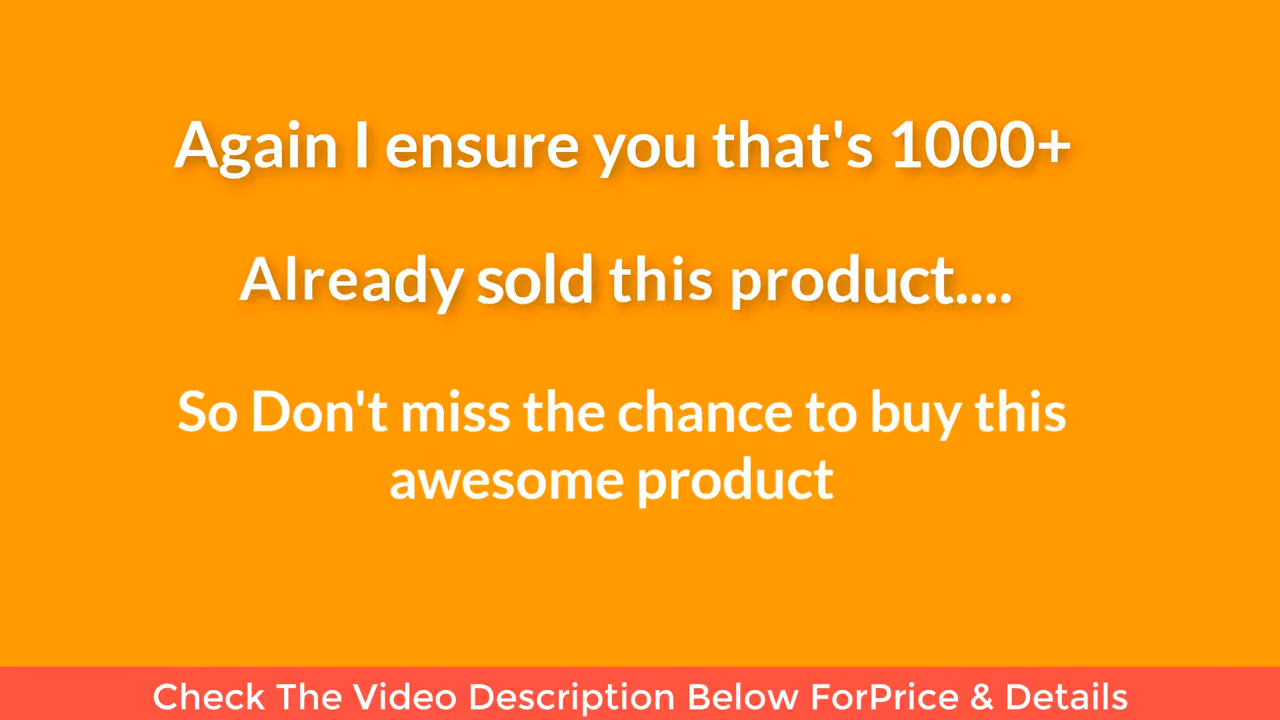 Again I ensure you that's 1000+
Already sold this product....
So Don't miss the chance to buy this
awesome product
Check The Video Description Below ForPrice & Details